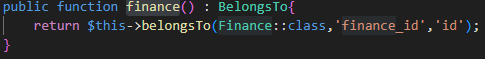 public function finance() : BelongsTo{
return $this->belongsTo(Finance::class,'finance_id','id');
}